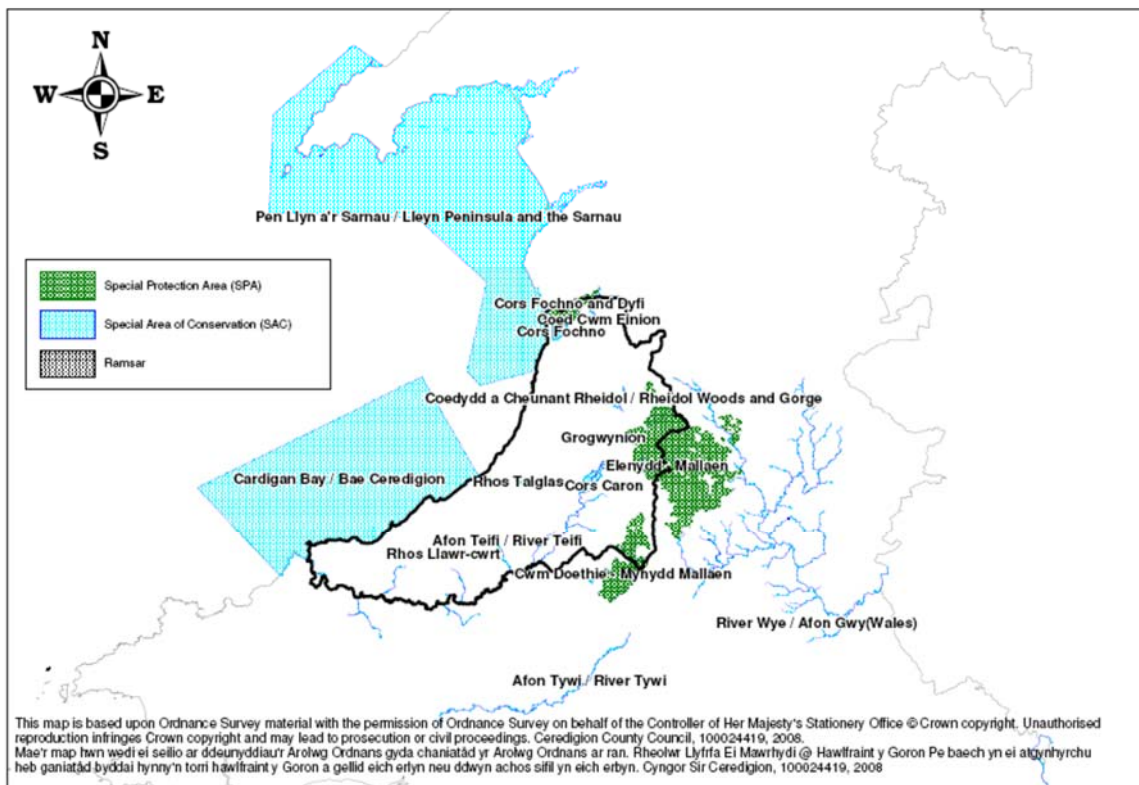 N
W E
S
Pen Llyn a'r Sarnau / Lleyn Peninsula and the Sarnau
Special Protection Area (SPA)
Special Area of Conservation (SAC)
Ramsar
Cors Fochno and Dyfi
Coed Cwm Einion
Cors Fochno
Coedydd a Cheunant Rheidol / Rheidol Woods and Gorge
Grogwynion
Elenydd - Mallaen
Cardigan Bay / Bae Ceredigion
Rhos Talglas
Cors Caron
Afon Teifi / River Teifi
Rhos Llawr-cwrt
Cwm Doethie - Mynydd Mallaen
River Wye / Afon Gwy(Wales)
Afon Tywi / River Tywi
This map is based upon Ordnance Survey material with the permission of Ordnance Survey on behalf of the Controller of Her Majesty's Stationery Office © Crown copyright. Unauthorised
reproduction infringes Crown copyright and may lead to prosecution or civil proceedings. Ceredigion County Council, 100024419, 2008.
Mae'r map hwn wedi ei seilio ar ddeunyddiau'r Arolwg Ordnans gyda chaniatâd yr Arolwg Ordnans ar ran. Rheolwr Llyfrfa Ei Mawrhydi @ Hawlfraint y Goron Pe baech yn ei atgynhyrchu
heb ganiatâd byddai hynny'n torri hawlfraint y Goron a gellid eich erlyn neu ddwyn achos sifil yn eich erbyn. Cyngor Sir Ceredigion, 100024419, 2008